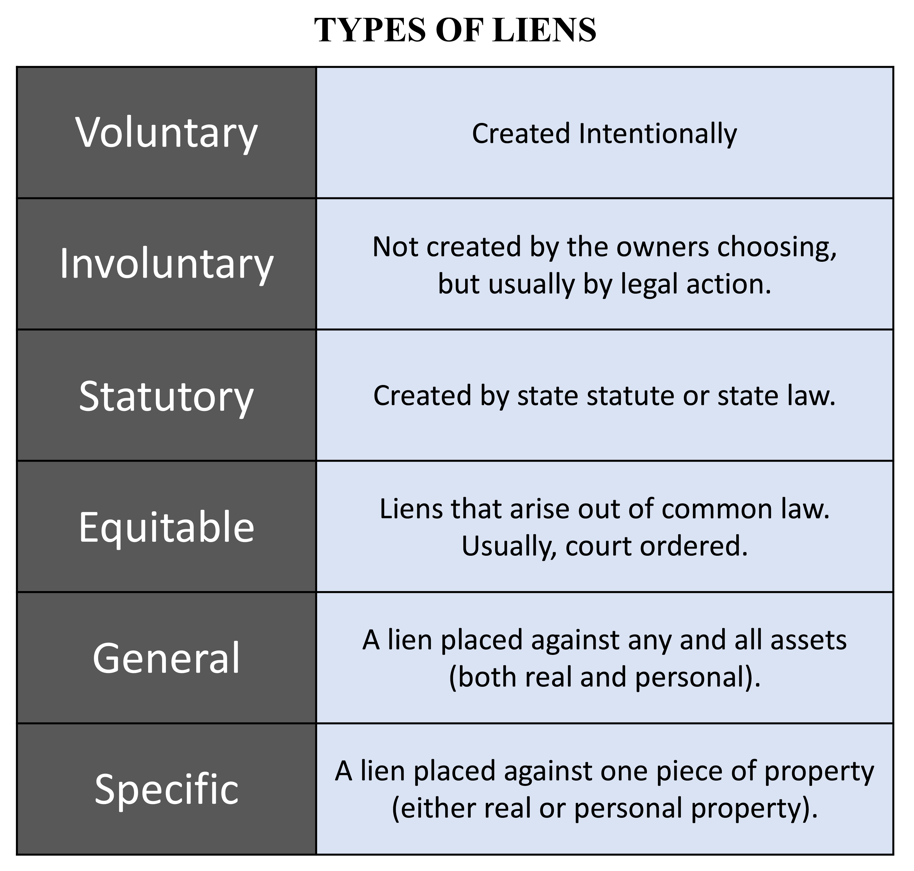 TYPES OF LIENS
Voluntary
Created Intentionally
Involuntary
Not created by the owners choosing,
but usually by legal action.
Statutory
Created by state statute or state law.
Equitable
Liens that arise out of common law.
Usually, court ordered.
General
A lien placed against any and all assets
(both real and personal).
Specific
A lien placed against one piece of property
(either real or personal property).